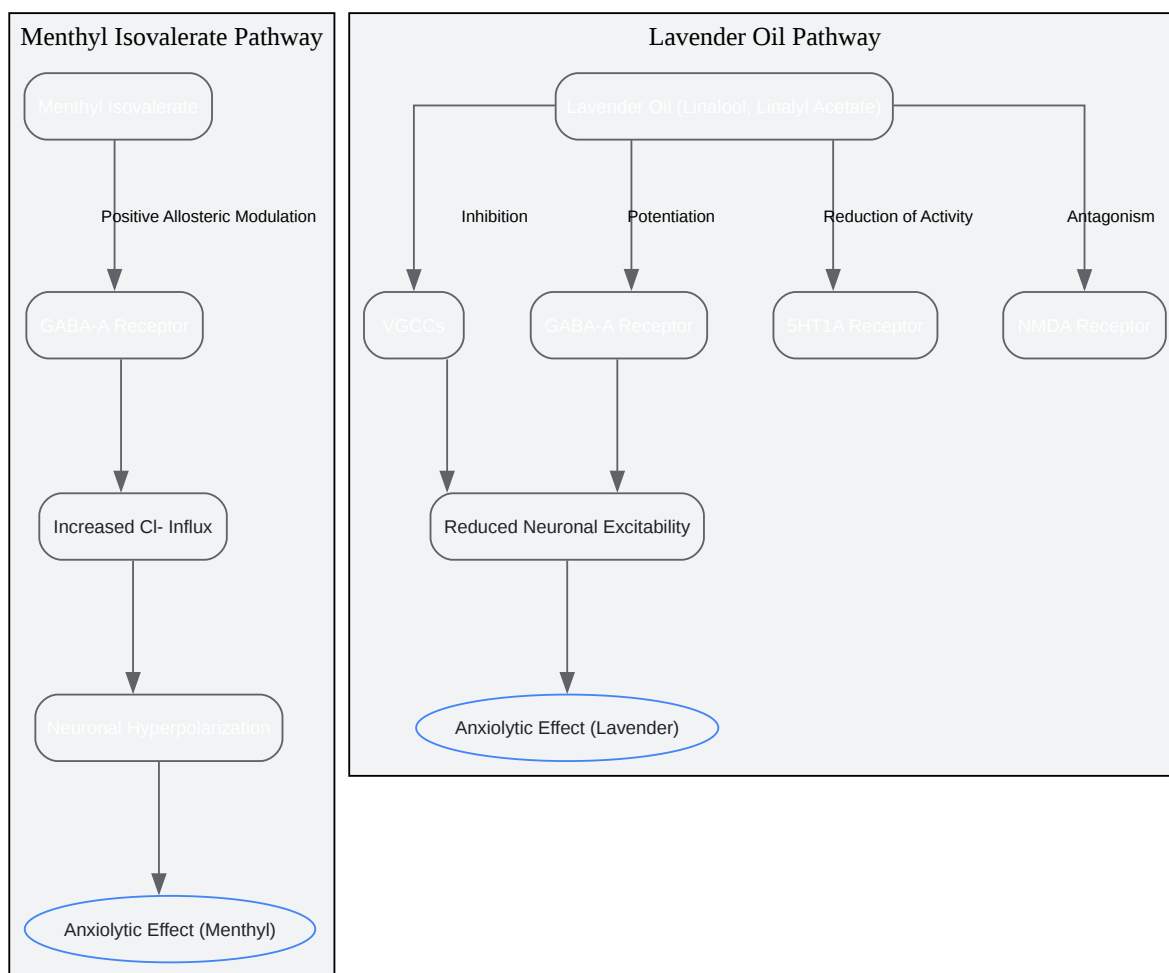 Menthyl Isovalerate Pathway
Menthyl Isovalerate
Positive Allosteric Modulation
GABA-A Receptor
Increased Cl- Influx
Neuronal Hyperpolarization
Anxiolytic Effect (Menthyl)
Lavender Oil Pathway
Lavender Oil (Linalool, Linalyl Acetate)
Inhibition
Potentiation
Reduction of Activity
Antagonism
VGCCs
GABA-A Receptor
5HT1A Receptor
NMDA Receptor
Reduced Neuronal Excitability
Anxiolytic Effect (Lavender)